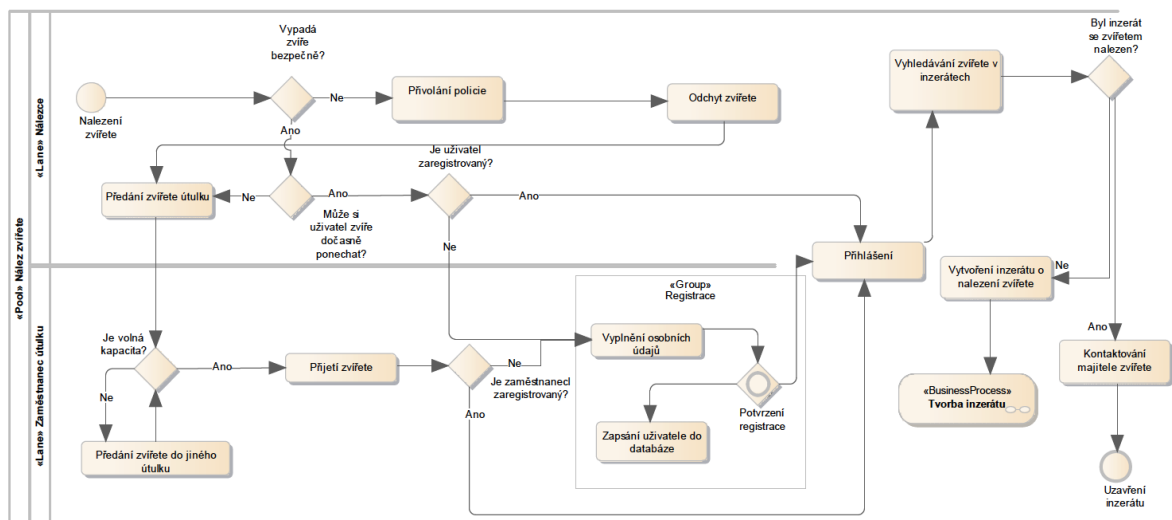 «Pool» Nález zvířete
«Lane» Nálezce
Nalezení
zvířete
Vypadá
zvíře
bezpečně?
Ne
Ano
Přivolání policie
Odchyt zvířete
Předání zvířete útulku
Ne
Ano
Může si
uživatel zvíře
dočasně
ponechat?
Je uživatel
zaregistrovaný?
Ano
Ne
Přihlášení
Vyhledávání zvířete v
inzerátech
Byl inzerát
se zvířetem
nalezen?
Ne
Ano
Vytvoření inzerátu o
nalezení zvířete
«BusinessProcess»
Tvorba inzerátu
Kontaktování
majitele zvířete
Uzavření
inzerátu
«Lane» Zaměstnanec útulku
Je volná
kapacita?
Ano
Ne
Předání zvířete do jiného
útulku
Přijetí zvířete
Ne
Je zaměstnanecl
zaregistrovaný?
Ano
«Group»
Registrace
Vyplnění osobních
údajů
Potvrzení
registrace
Zapsání uživatele do
databáze